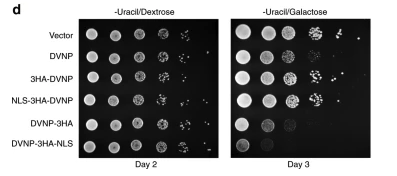 d
-Uracil/Dextrose
-Uracil/Galactose
Vector
DVNP
3HA-DVNP
NLS-3HA-DVNP
DVNP-3HA
DVNP-3HA-NLS
Day 2
Day 3